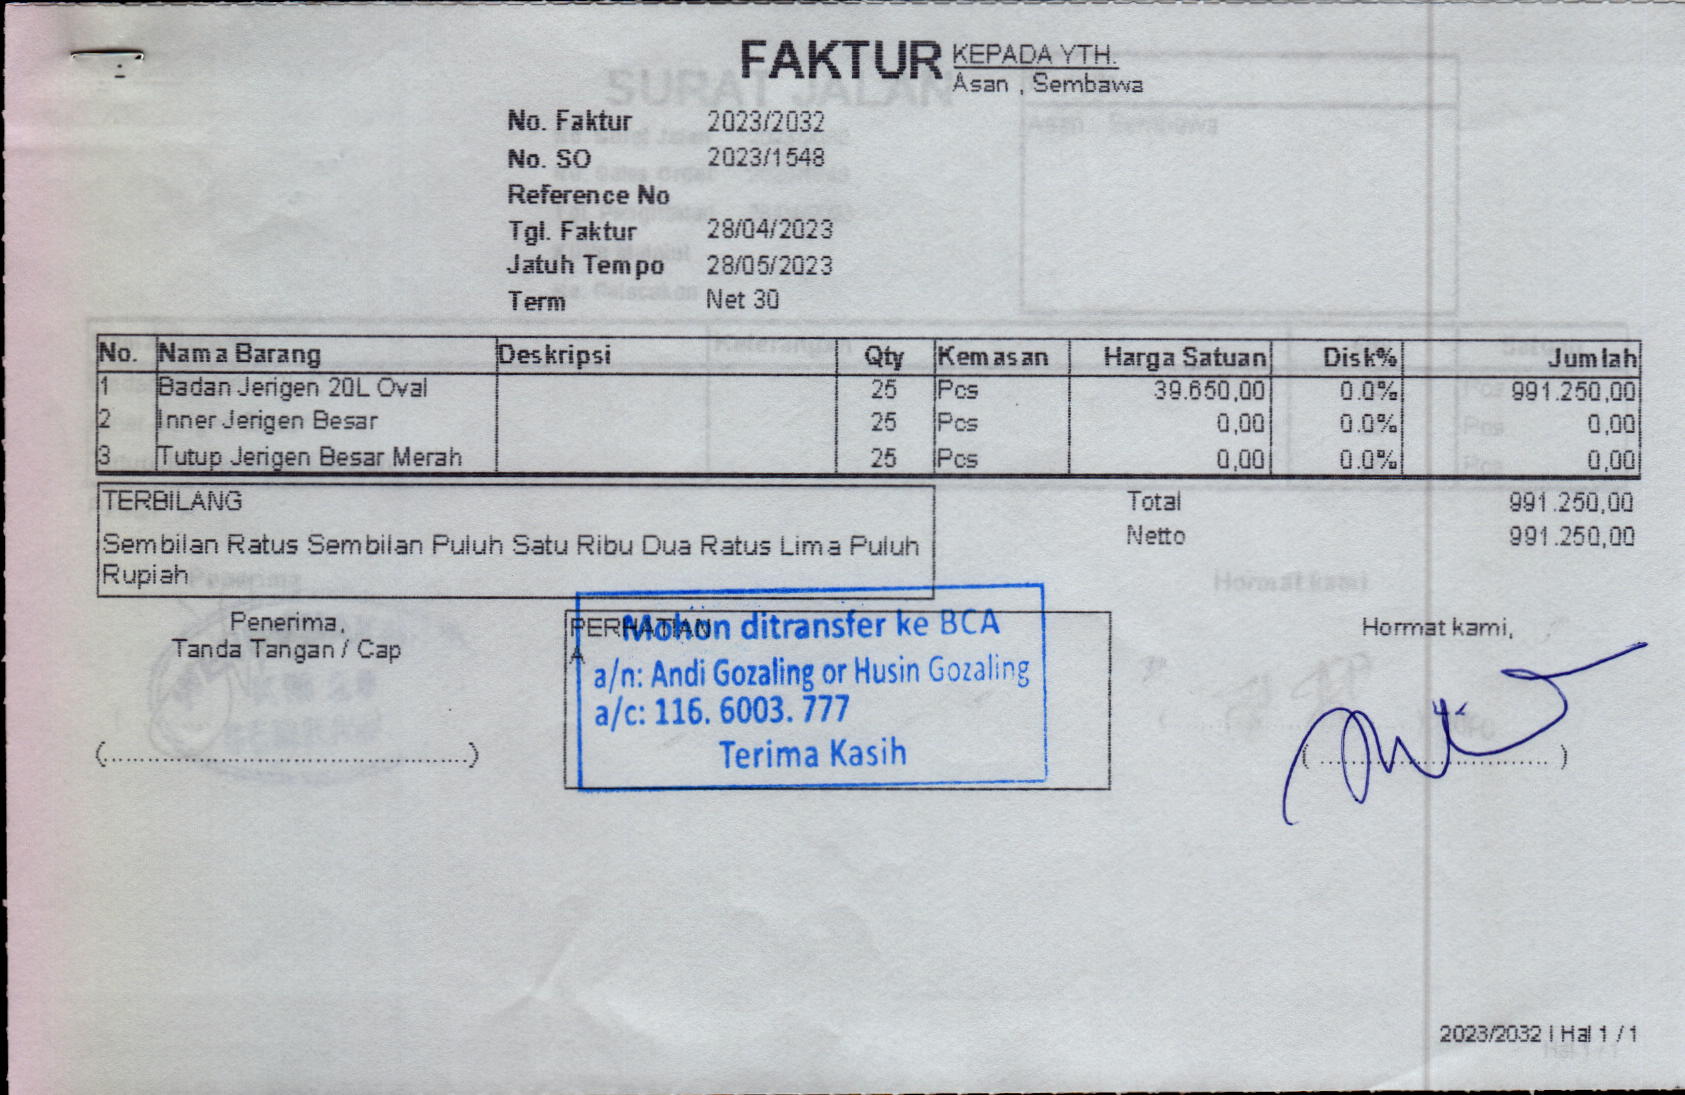 FAKTUR
KEPADA YTH.
Asan , Sembawa
No. Faktur 2023/2032
No. SO 2023/1548
Reference No
Tgl. Faktur 28/04/2023
Jatuh Tempo 28/05/2023
Term Net 30
No. Nama Barang Deskripsi Qty Kemasan Harga Satuan Disk% Jumlah
1 Badan Jerigen 20L Oval 25 Pcs 39.650,00 0.0% 991.250,00
2 Inner Jerigen Besar 25 Pcs 0,00 0.0% 0,00
3 Tutup Jerigen Besar Merah 25 Pcs 0,00 0.0% 0,00
TERBILANG
Sembilan Ratus Sembilan Puluh Satu Ribu Dua Ratus Lima Puluh
Rupiah
Total 991.250,00
Netto 991.250,00
Penerima,
Tanda Tangan / Cap
(..................................................)
PERHATIAN
A
Mohon ditransfer ke BCA
a/n: Andi Gozaling or Husin Gozaling
a/c: 116. 6003. 777
Terima Kasih
Hormat kami,
(..................................)
2023/2032 | Hal 1 / 1